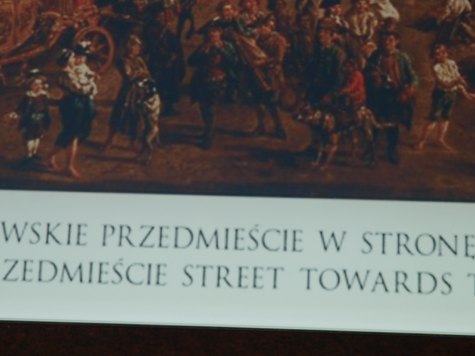 WSKIE PRZEDMIEŚCIE W STRONĘ
ZEDMIEŚCIE STREET TOWARDS T